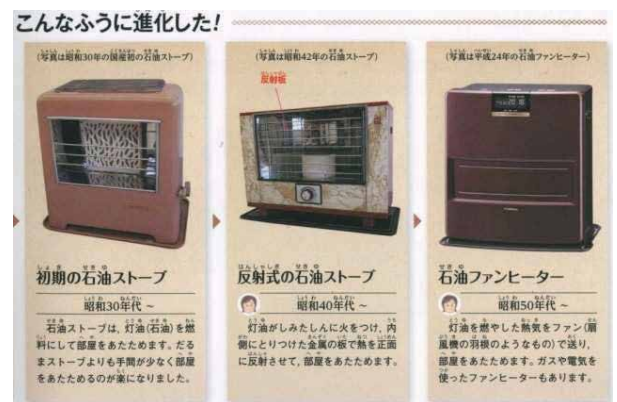 こんなふうに進化した!
(写真は昭和30年の国産初の石油ストーブ)
初期の石油ストーブ
昭和30年代 ~
石油ストーブは、灯油(石油)を燃
料にして部屋をあたためます。だる
まストーブよりも手間が少なく部屋
をあたためるのが楽になりました。
(写真は昭和42年の石油ストーブ)
反射板
反射式の石油ストーブ
昭和40年代 ~
灯油がしみたしんに火をつけ、内
側にとりつけた金属の板で熱を正面
に反射させて、部屋をあたためます。
(写真は平成24年の石油ファンヒーター)
石油ファンヒーター
昭和50年代 ~
灯油を燃やした熱気をファン(扇
風機の羽根のようなもの)で送り、
部屋をあたためます。ガスや電気を
使ったファンヒーターもあります。